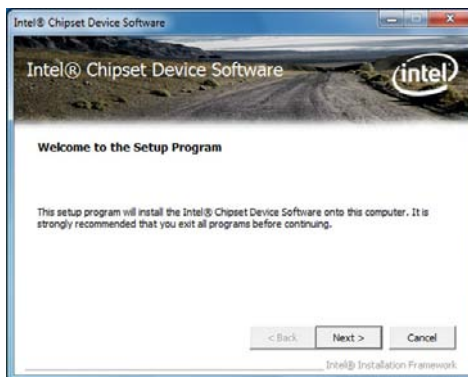 Intel® Chipset Device Software
Intel® Chipset Device Software
intel
Welcome to the Setup Program
This setup program will install the Intel® Chipset Device Software onto this computer. It is
strongly recommended that you exit all programs before continuing.
< Back Next > Cancel
Intel® Installation Framework